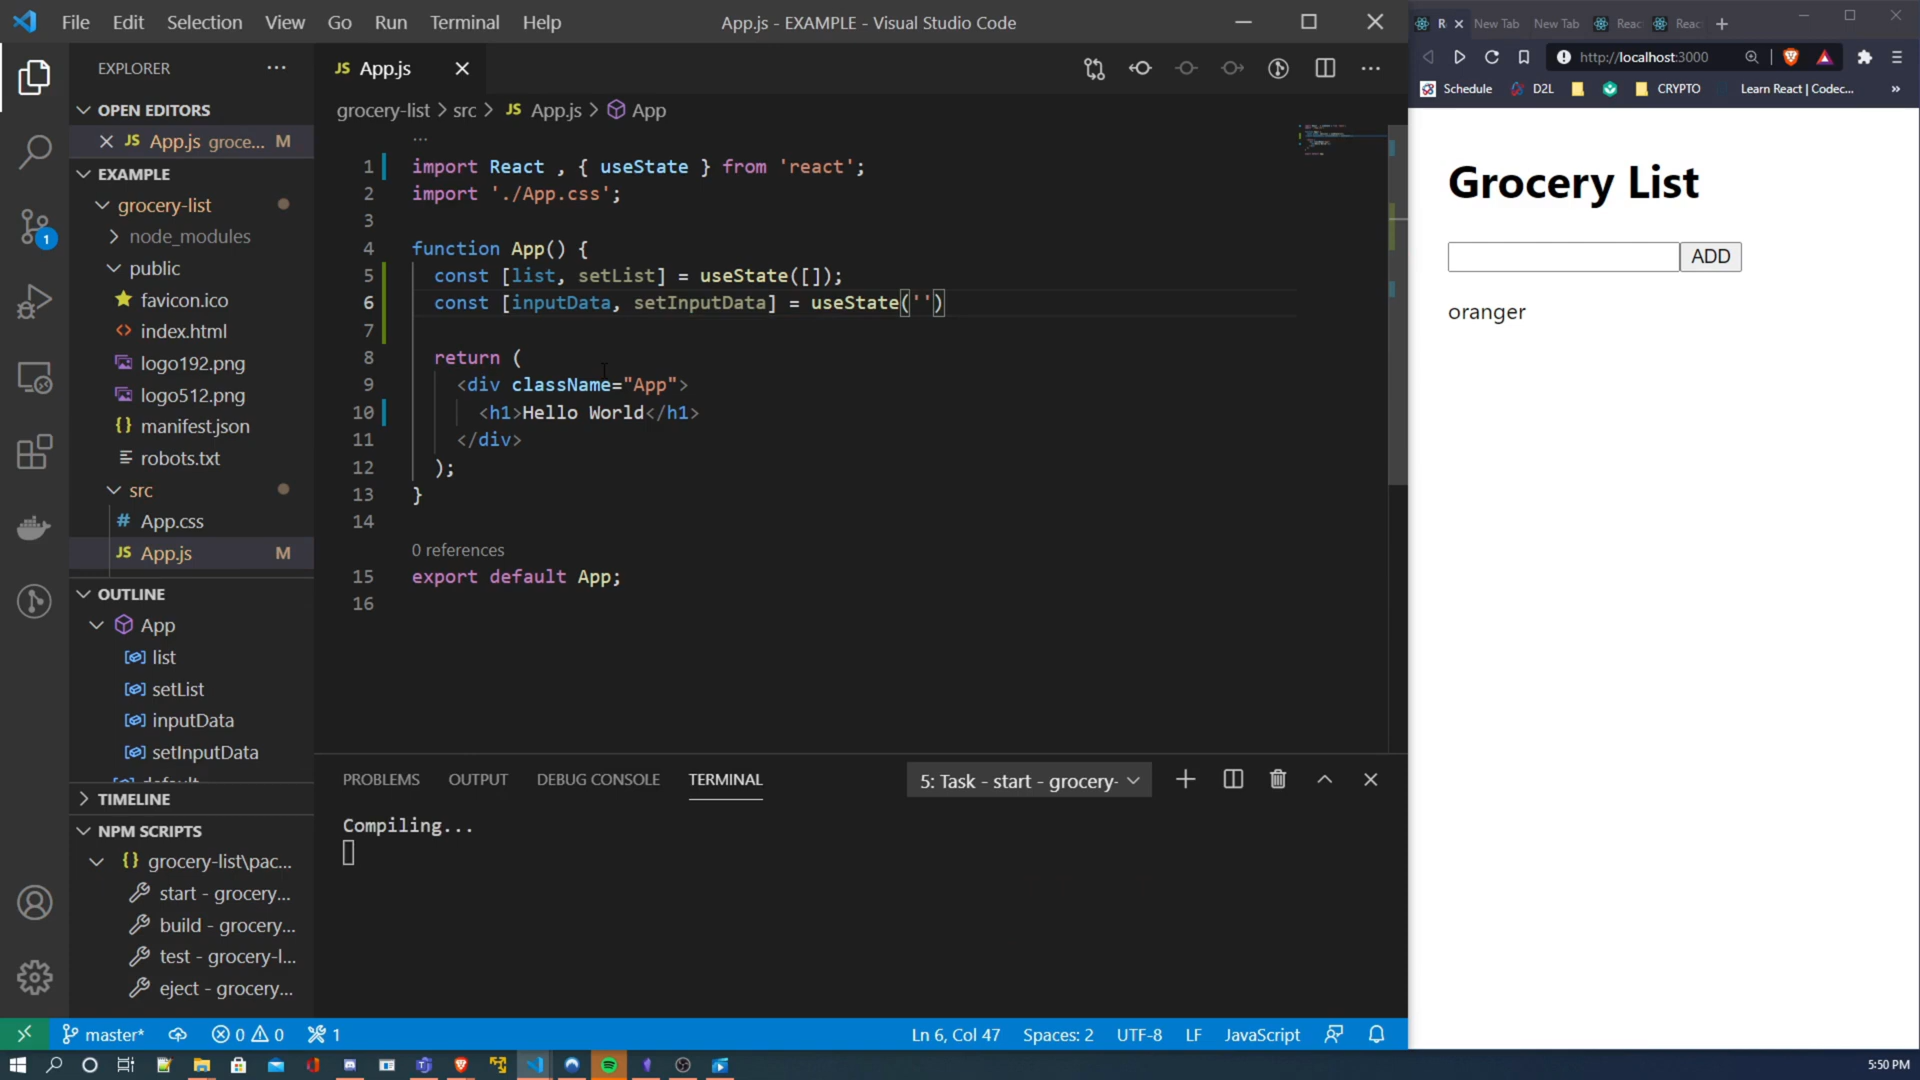 File Edit Selection View Go Run Terminal Help
App.js - EXAMPLE - Visual Studio Code
EXPLORER
OPEN EDITORS
JS App.js groce... M
EXAMPLE
grocery-list
node_modules
public
favicon.ico
index.html
logo192.png
logo512.png
manifest.json
robots.txt
src
# App.css
JS App.js M
OUTLINE
App
list
setList
inputData
setInputData
TIMELINE
NPM SCRIPTS
{} grocery-list\pac...
start - grocery...
build - grocery...
test - grocery-l...
eject - grocery...
JS App.js
grocery-list > src > JS App.js > App
1 import React , { useState } from 'react';
2 import './App.css';
3
4 function App() {
5 const [list, setList] = useState([]);
6 const [inputData, setInputData] = useState('')
7
8 return (
9 <div className="App">
10 <h1>Hello World</h1>
11 </div>
12 );
13 }
14
0 references
15 export default App;
16
PROBLEMS OUTPUT DEBUG CONSOLE TERMINAL
5: Task - start - grocery-
Compiling...
master* 0 0 1
Ln 6, Col 47 Spaces: 2 UTF-8 LF JavaScript
R New Tab New Tab Reac Reac
http://localhost:3000
Schedule D2L CRYPTO Learn React | Codec... »
Grocery List
ADD
oranger
5:50 PM